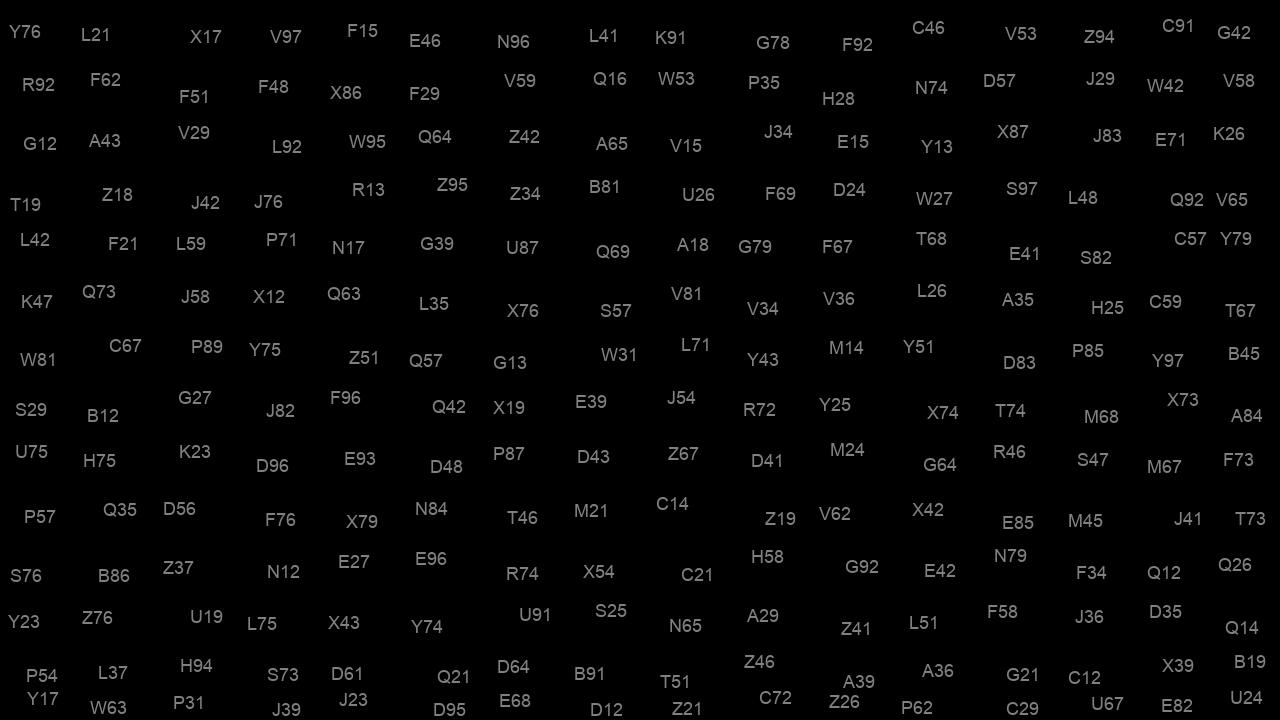 Y76 L21 X17 V97 F15 E46 N96 L41 K91 G78 F92 C46 V53 Z94 C91 G42
R92 F62 F51 F48 X86 F29 V59 Q16 W53 P35 H28 N74 D57 J29 W42 V58
G12 A43 V29 L92 W95 Q64 Z42 A65 V15 J34 E15 Y13 X87 J83 E71 K26
T19 Z18 J42 J76 R13 Z95 Z34 B81 U26 F69 D24 W27 S97 L48 Q92 V65
L42 F21 L59 P71 N17 G39 U87 Q69 A18 G79 F67 T68 E41 S82 C57 Y79
K47 Q73 J58 X12 Q63 L35 X76 S57 V81 V34 V36 L26 A35 H25 C59 T67
W81 C67 P89 Y75 Z51 Q57 G13 W31 L71 Y43 M14 Y51 D83 P85 Y97 B45
S29 B12 G27 J82 F96 Q42 X19 E39 J54 R72 Y25 X74 T74 M68 X73 A84
U75 H75 K23 D96 E93 D48 P87 D43 Z67 D41 M24 G64 R46 S47 M67 F73
P57 Q35 D56 F76 X79 N84 T46 M21 C14 Z19 V62 X42 E85 M45 J41 T73
S76 B86 Z37 N12 E27 E96 R74 X54 C21 H58 G92 E42 N79 F34 Q12 Q26
Y23 Z76 U19 L75 X43 Y74 U91 S25 N65 A29 Z41 L51 F58 J36 D35 Q14
P54 L37 H94 S73 D61 Q21 D64 B91 T51 Z46 A39 A36 G21 C12 X39 B19
Y17 W63 P31 J39 J23 D95 E68 D12 Z21 C72 Z26 P62 C29 U67 E82 U24